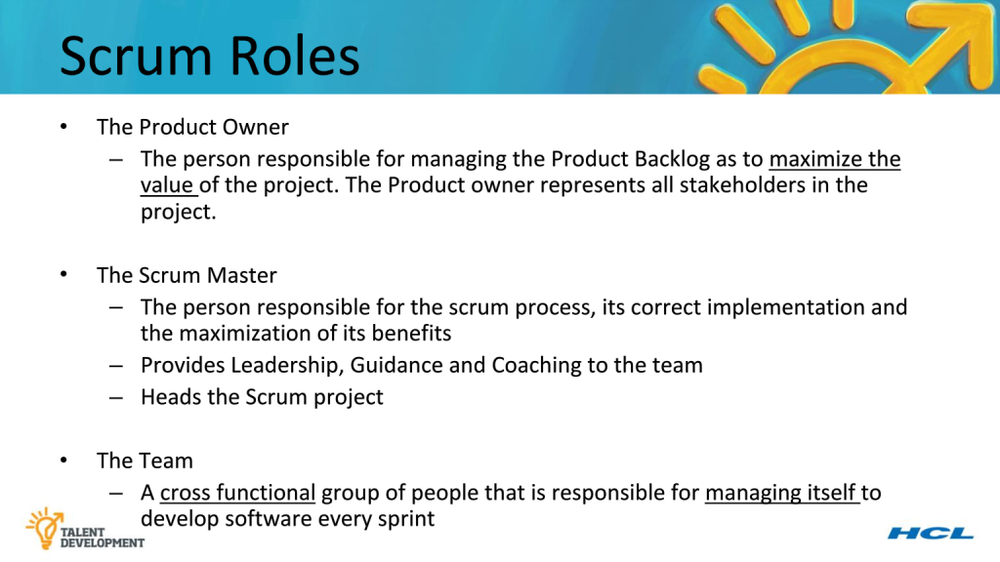 Scrum Roles
• The Product Owner
– The person responsible for managing the Product Backlog as to maximize the
value of the project. The Product owner represents all stakeholders in the
project.
• The Scrum Master
– The person responsible for the scrum process, its correct implementation and
the maximization of its benefits
– Provides Leadership, Guidance and Coaching to the team
– Heads the Scrum project
• The Team
– A cross functional group of people that is responsible for managing itself to
develop software every sprint
TALENT
DEVELOPMENT
HCL